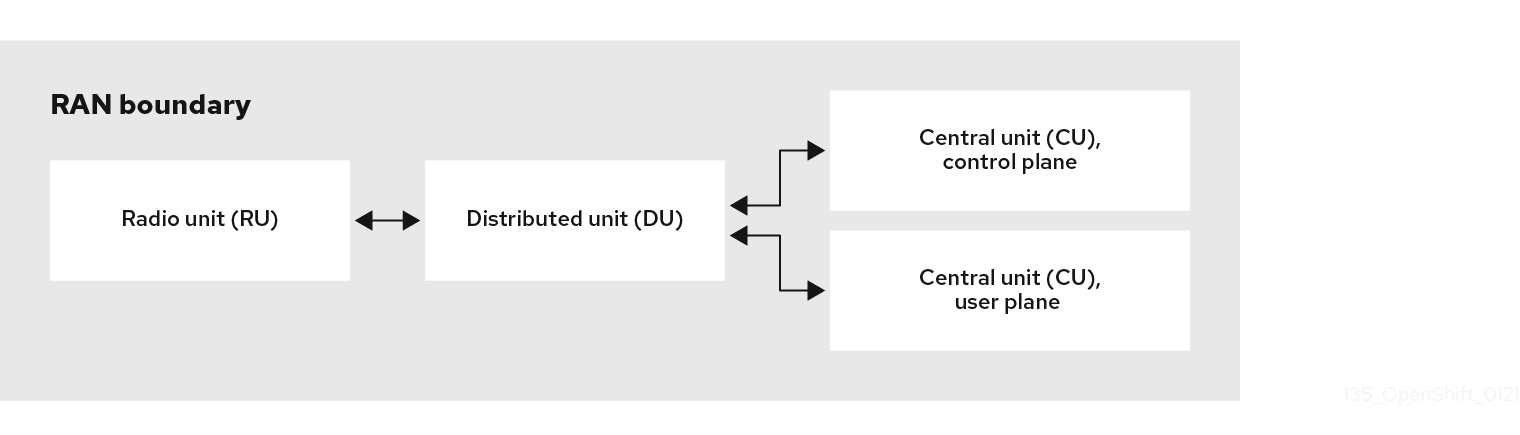 RAN boundary
Radio unit (RU)
Distributed unit (DU)
Central unit (CU),
control plane
Central unit (CU),
user plane
135_OpenShift_0121